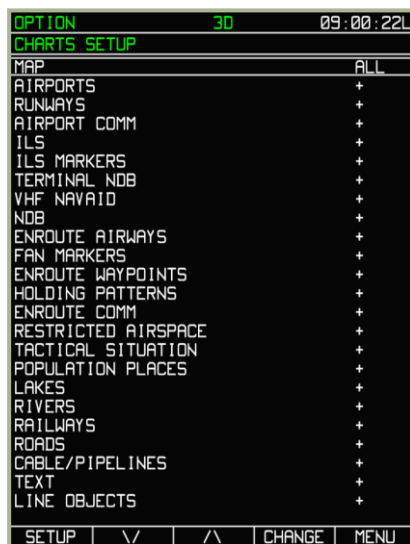 OPTION 3D 09:00:22L
CHARTS SETUP
MAP ALL
AIRPORTS +
RUNWAYS +
AIRPORT COMM +
ILS +
ILS MARKERS +
TERMINAL NDB +
VHF NAVAID +
NDB +
ENROUTE AIRWAYS +
FAN MARKERS +
ENROUTE WAYPOINTS +
HOLDING PATTERNS +
ENROUTE COMM +
RESTRICTED AIRSPACE +
TACTICAL SITUATION +
POPULATION PLACES +
LAKES +
RIVERS +
RAILWAYS +
ROADS +
CABLE/PIPELINES +
TEXT +
LINE OBJECTS +
SETUP \/ /\ CHANGE MENU